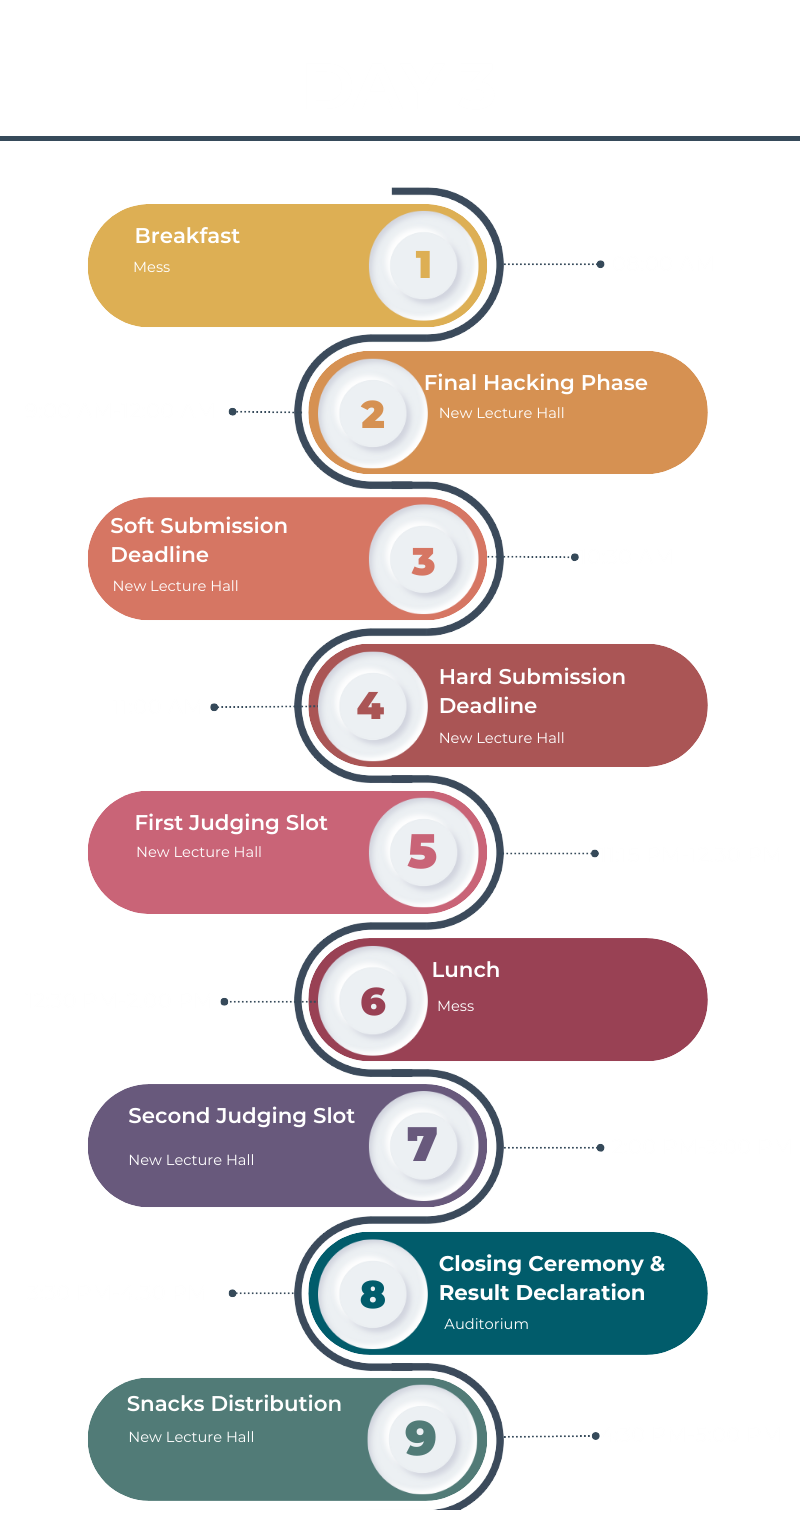 Breakfast
Mess
1
2
Final Hacking Phase
New Lecture Hall
Soft Submission
Deadline
New Lecture Hall
3
4
Hard Submission
Deadline
New Lecture Hall
First Judging Slot
New Lecture Hall
5
6
Lunch
Mess
Second Judging Slot
New Lecture Hall
7
8
Closing Ceremony &
Result Declaration
Auditorium
Snacks Distribution
New Lecture Hall
9